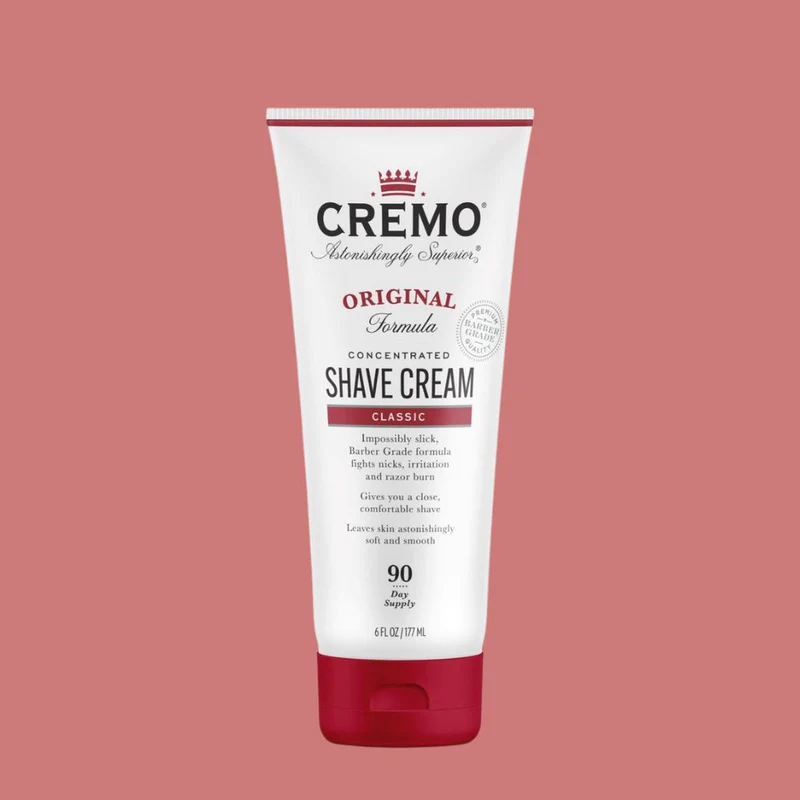 CREMO®
Astonishingly Superior®
ORIGINAL
Formula
PREMIUM
BARBER
GRADE
QUALITY
CONCENTRATED
SHAVE CREAM
CLASSIC
Impossibly slick,
Barber Grade formula
fights nicks, irritation
and razor burn
Gives you a close,
comfortable shave
Leaves skin astonishingly
soft and smooth
90
Day
Supply
6 FL OZ / 177 ML